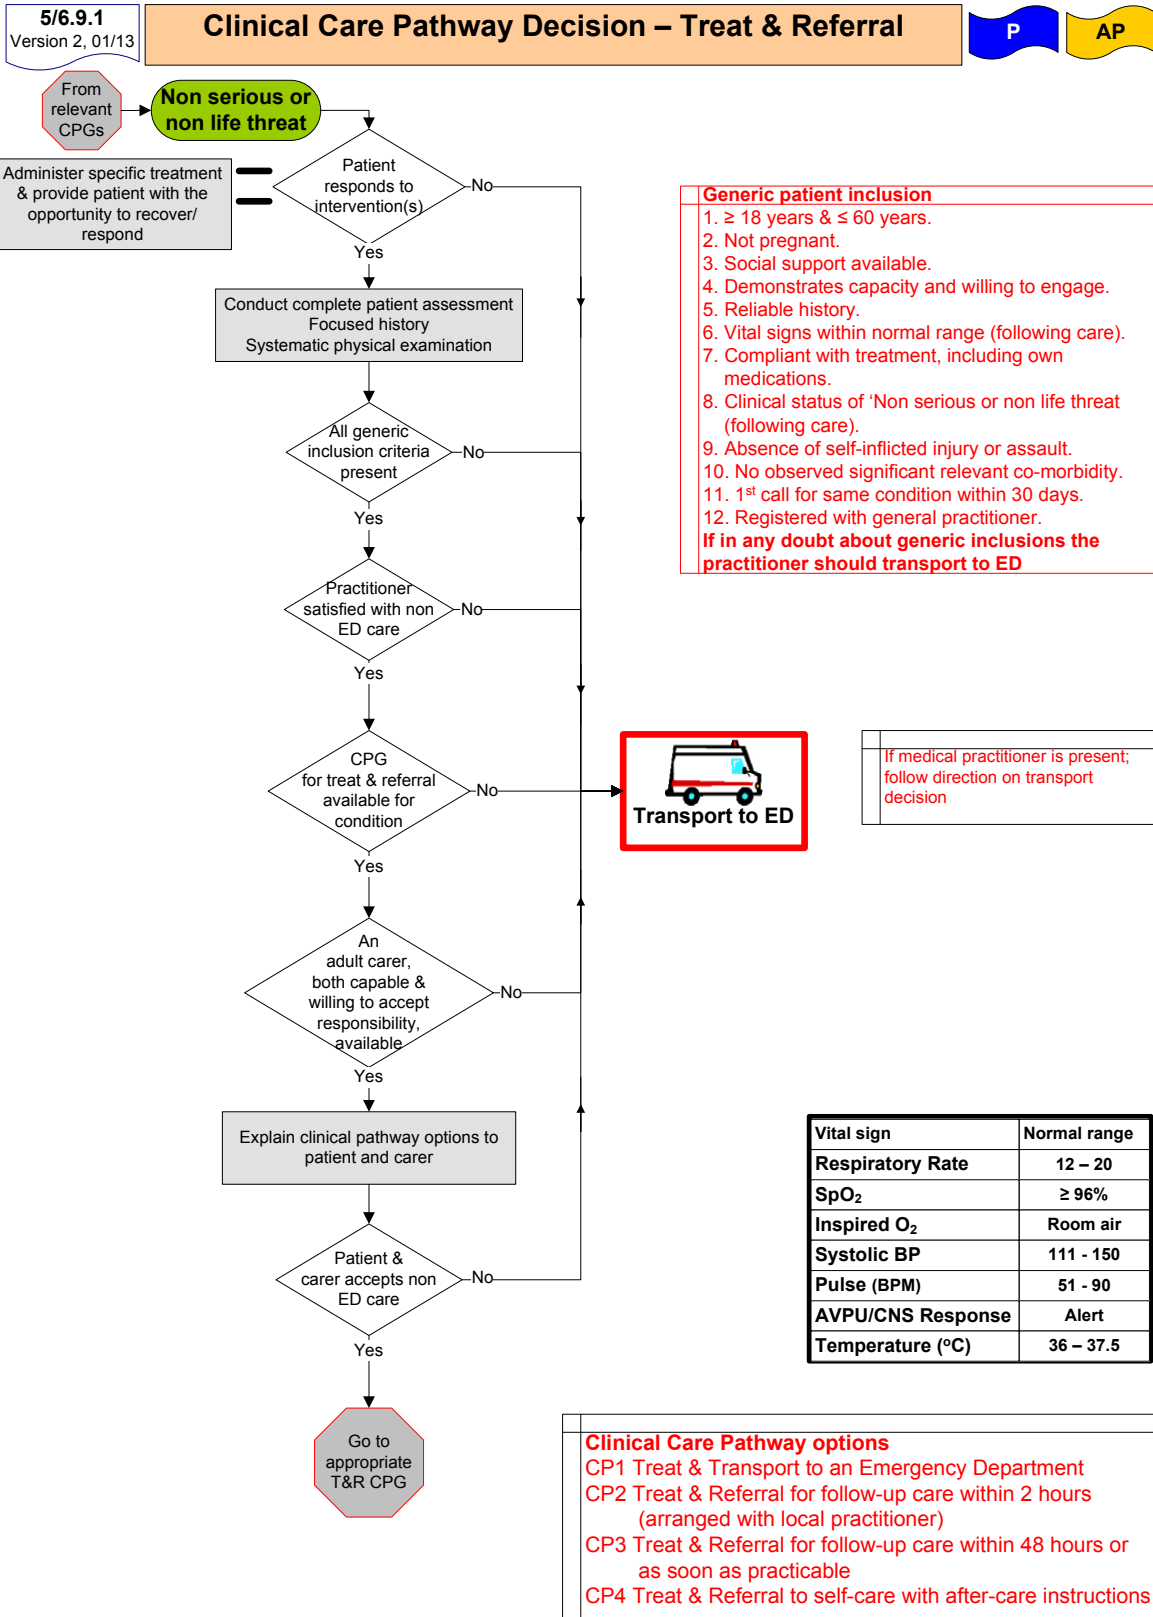 5/6.9.1
Version 2, 01/13
Clinical Care Pathway Decision – Treat & Referral
P
AP
From
relevant
CPGs
Non serious or
non life threat
Administer specific treatment
& provide patient with the
opportunity to recover/
respond
Patient
responds to
intervention(s)
No
Yes
Conduct complete patient assessment
Focused history
Systematic physical examination
All generic
inclusion criteria
present
No
Yes
Practitioner
satisfied with non
ED care
No
Yes
CPG
for treat & referral
available for
condition
No
Yes
An
adult carer,
both capable &
willing to accept
responsibility,
available
No
Yes
Explain clinical pathway options to
patient and carer
Patient &
carer accepts non
ED care
No
Yes
Go to
appropriate
T&R CPG
Transport to ED
Generic patient inclusion
1. ≥ 18 years & ≤ 60 years.
2. Not pregnant.
3. Social support available.
4. Demonstrates capacity and willing to engage.
5. Reliable history.
6. Vital signs within normal range (following care).
7. Compliant with treatment, including own
medications.
8. Clinical status of ‘Non serious or non life threat
(following care).
9. Absence of self-inflicted injury or assault.
10. No observed significant relevant co-morbidity.
11. 1st call for same condition within 30 days.
12. Registered with general practitioner.
If in any doubt about generic inclusions the
practitioner should transport to ED
If medical practitioner is present;
follow direction on transport
decision
Vital sign Normal range
Respiratory Rate 12 – 20
SpO2 ≥ 96%
Inspired O2 Room air
Systolic BP 111 - 150
Pulse (BPM) 51 - 90
AVPU/CNS Response Alert
Temperature (ºC) 36 – 37.5
Clinical Care Pathway options
CP1 Treat & Transport to an Emergency Department
CP2 Treat & Referral for follow-up care within 2 hours
(arranged with local practitioner)
CP3 Treat & Referral for follow-up care within 48 hours or
as soon as practicable
CP4 Treat & Referral to self-care with after-care instructions